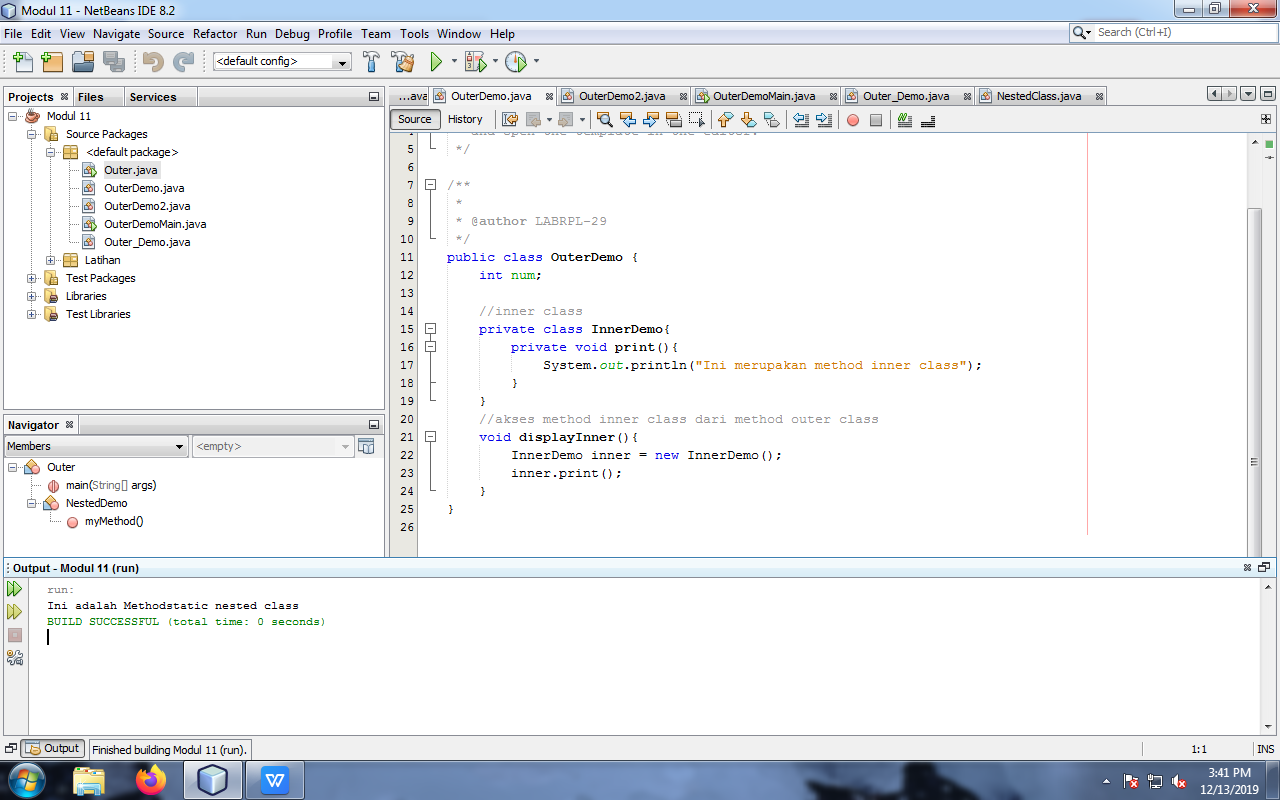 Modul 11 - NetBeans IDE 8.2
File Edit View Navigate Source Refactor Run Debug Profile Team Tools Window Help
Search (Ctrl+I)
<default config>
Projects Files Services
Modul 11
Source Packages
<default package>
Outer.java
OuterDemo.java
OuterDemo2.java
OuterDemoMain.java
Outer_Demo.java
Latihan
Test Packages
Libraries
Test Libraries
Navigator
Members <empty>
Outer
main(String[] args)
NestedDemo
myMethod()
...ava OuterDemo.java OuterDemo2.java OuterDemoMain.java Outer_Demo.java NestedClass.java
Source History
and open the template in the editor.
5 */
6
7 /**
8 *
9 * @author LABRPL-29
10 */
11 public class OuterDemo {
12 int num;
13
14 //inner class
15 private class InnerDemo{
16 private void print(){
17 System.out.println("Ini merupakan method inner class");
18 }
19 }
20 //akses method inner class dari method outer class
21 void displayInner(){
22 InnerDemo inner = new InnerDemo();
23 inner.print();
24 }
25 }
26
Output - Modul 11 (run)
run:
Ini adalah Methodstatic nested class
BUILD SUCCESSFUL (total time: 0 seconds)
Output Finished building Modul 11 (run). 1:1 INS
W
3:41 PM
12/13/2019